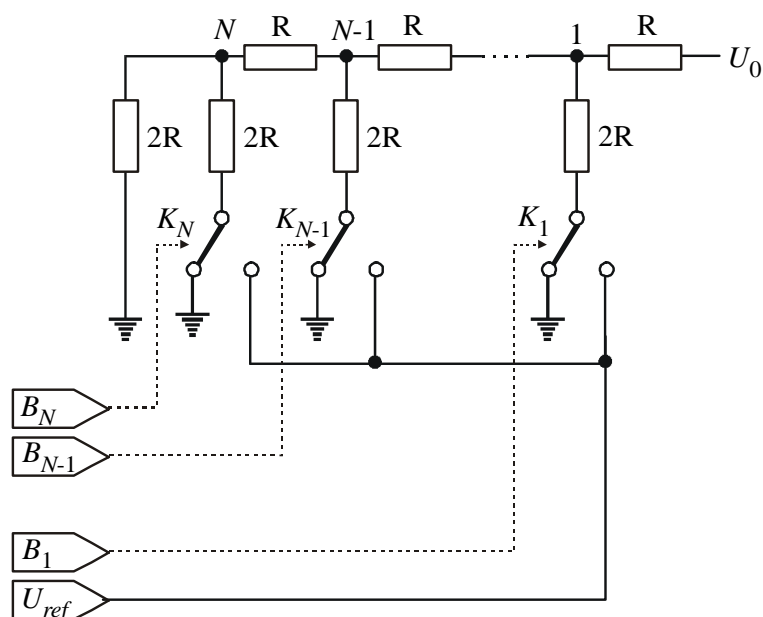 N R N-1 R 1 R
U0
2R 2R 2R 2R
KN KN-1 K1
BN
BN-1
B1
Uref